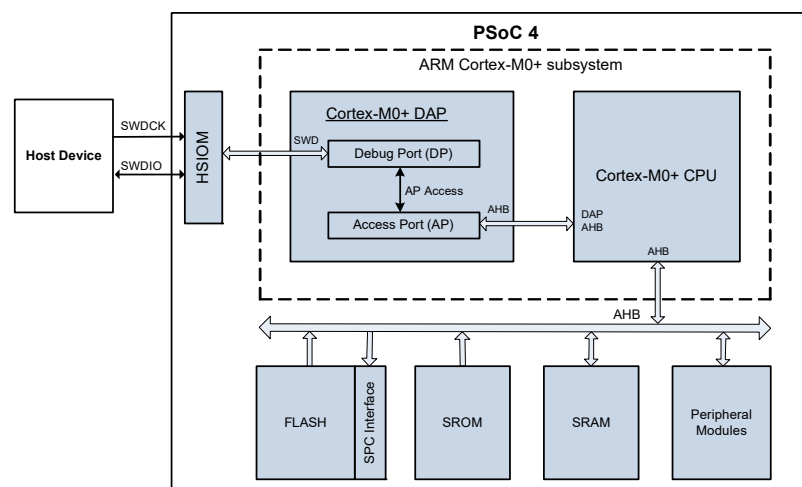 PSoC 4
ARM Cortex-M0+ subsystem
Host Device
SWDCK
SWDIO
HSIOM
SWD
Cortex-M0+ DAP
Debug Port (DP)
AP Access
Access Port (AP)
AHB
Cortex-M0+ CPU
DAP
AHB
AHB
AHB
FLASH
SPC Interface
SROM
SRAM
Peripheral
Modules